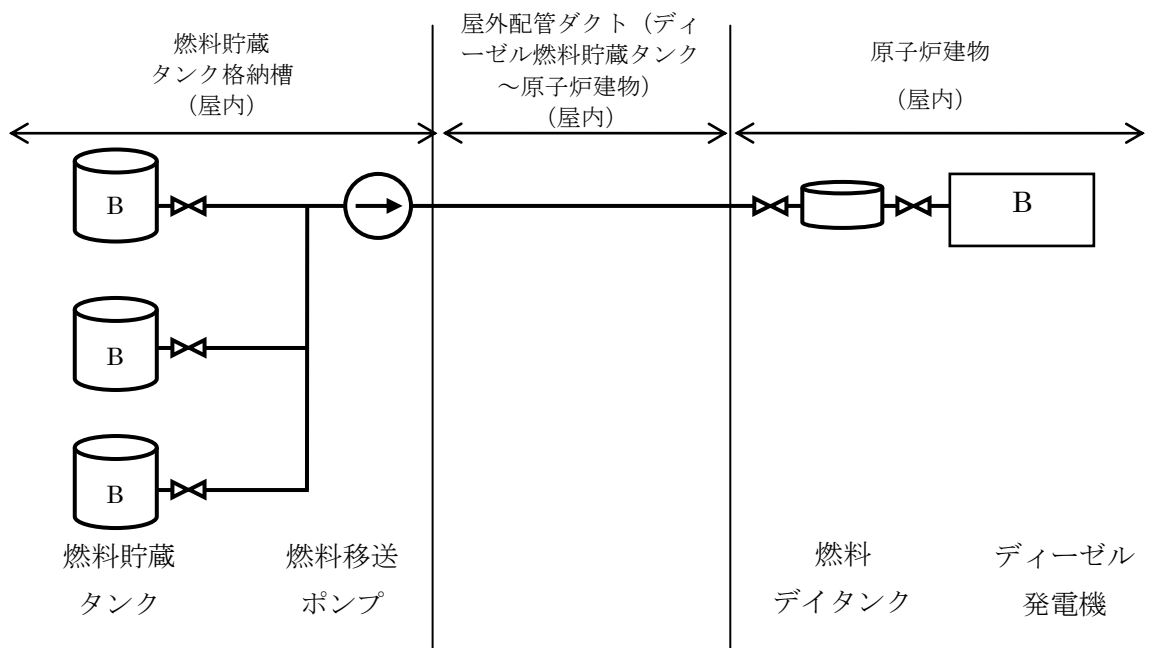 燃料貯蔵
タンク格納槽
（屋内）
屋外配管ダクト（ディ
ーゼル燃料貯蔵タンク
～原子炉建物）
（屋内）
原子炉建物
（屋内）
B
B
B
B
燃料貯蔵
タンク
燃料移送
ポンプ
燃料
デイタンク
ディーゼル
発電機